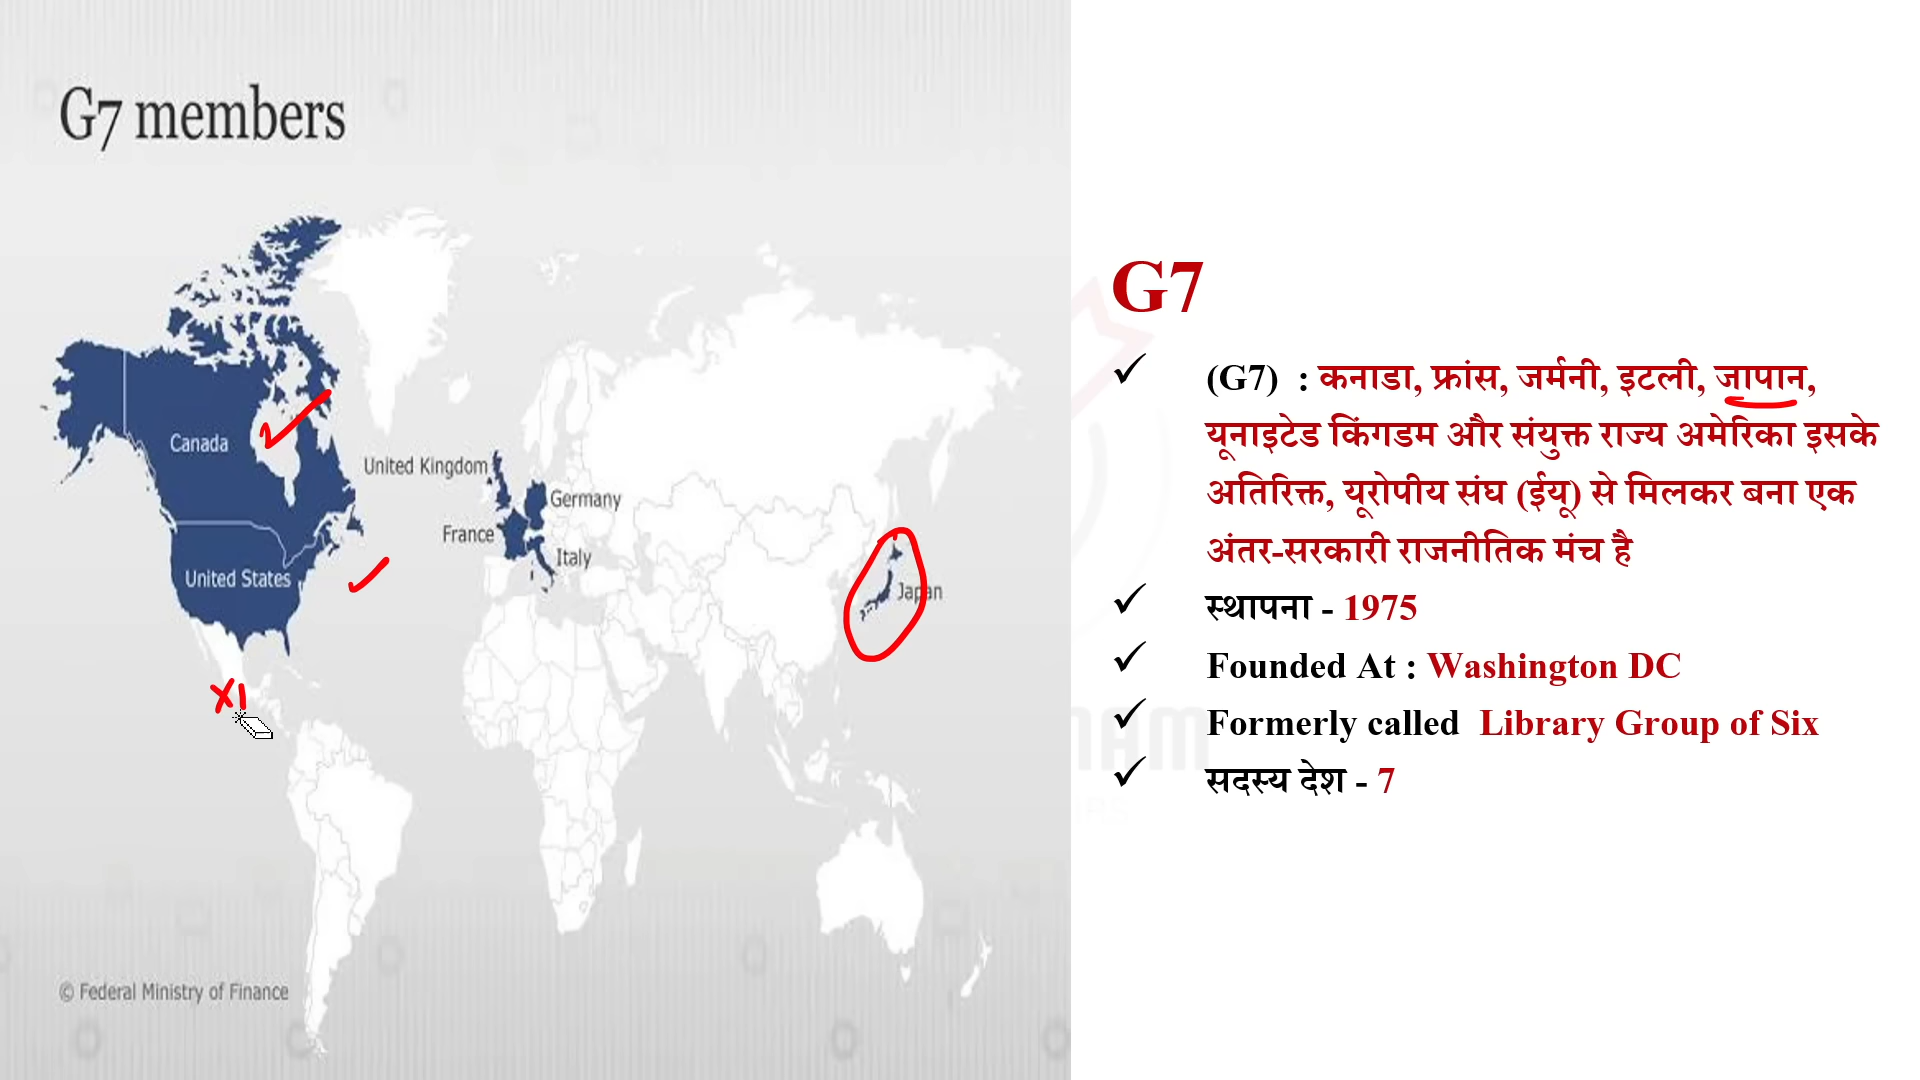 G7 members
Canada
United Kingdom
Germany
France
Italy
United States
Japan
© Federal Ministry of Finance
G7
✓ (G7) : कनाडा, फ्रांस, जर्मनी, इटली, जापान,
यूनाइटेड किंगडम और संयुक्त राज्य अमेरिका इसके
अतिरिक्त, यूरोपीय संघ (ईयू) से मिलकर बना एक
अंतर-सरकारी राजनीतिक मंच है
✓ स्थापना - 1975
✓ Founded At : Washington DC
✓ Formerly called Library Group of Six
✓ सदस्य देश - 7